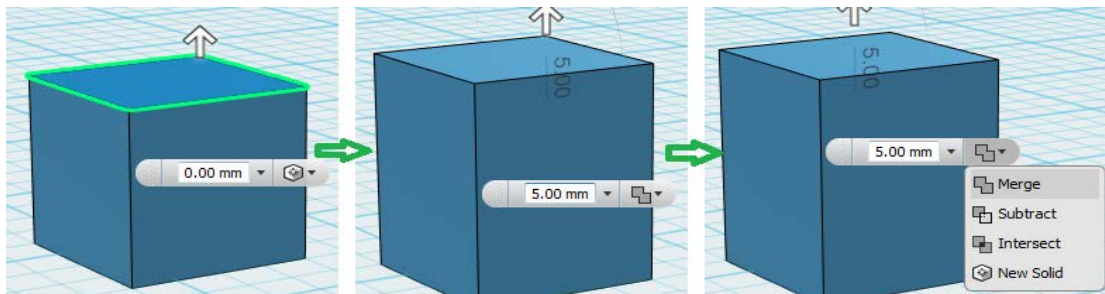 0.00 mm
5.00
5.00 mm
5.00
5.00 mm
Merge
Subtract
Intersect
New Solid